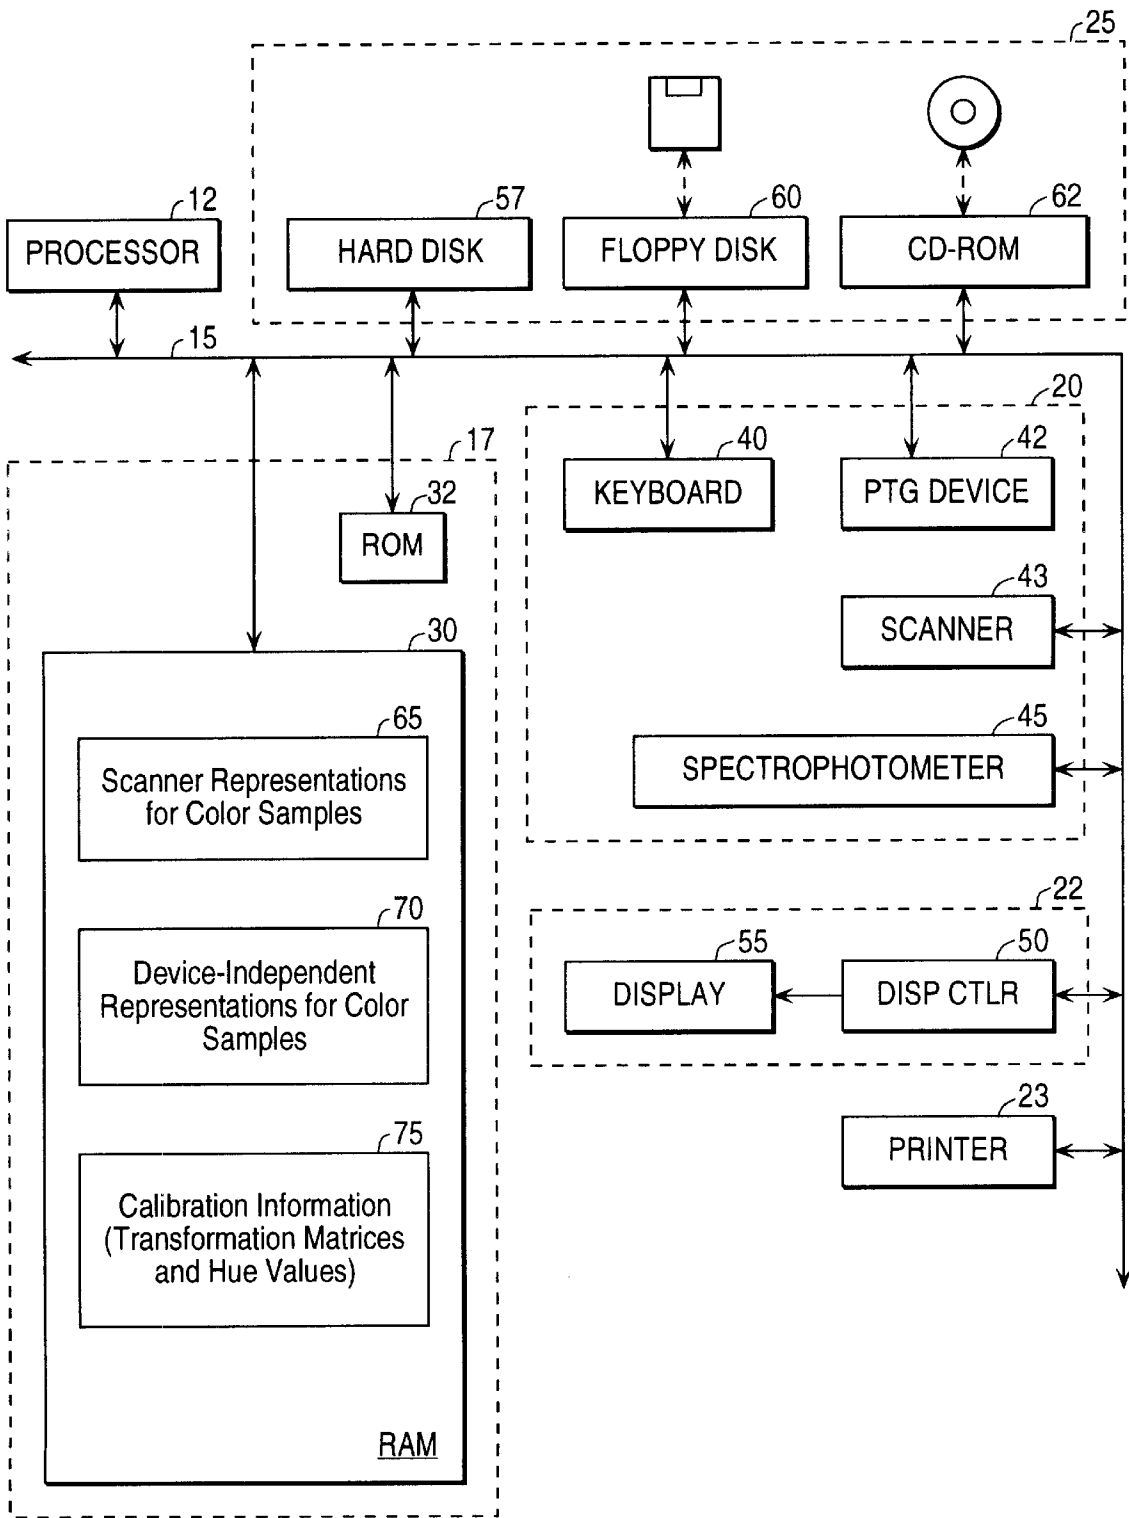 25
12
PROCESSOR
57
HARD DISK
60
FLOPPY DISK
62
CD-ROM
15
20
17
40
KEYBOARD
42
PTG DEVICE
32
ROM
43
SCANNER
30
45
SPECTROPHOTOMETER
65
Scanner Representations
for Color Samples
22
70
Device-Independent
Representations for Color
Samples
55
DISPLAY
50
DISP CTLR
23
PRINTER
75
Calibration Information
(Transformation Matrices
and Hue Values)
RAM